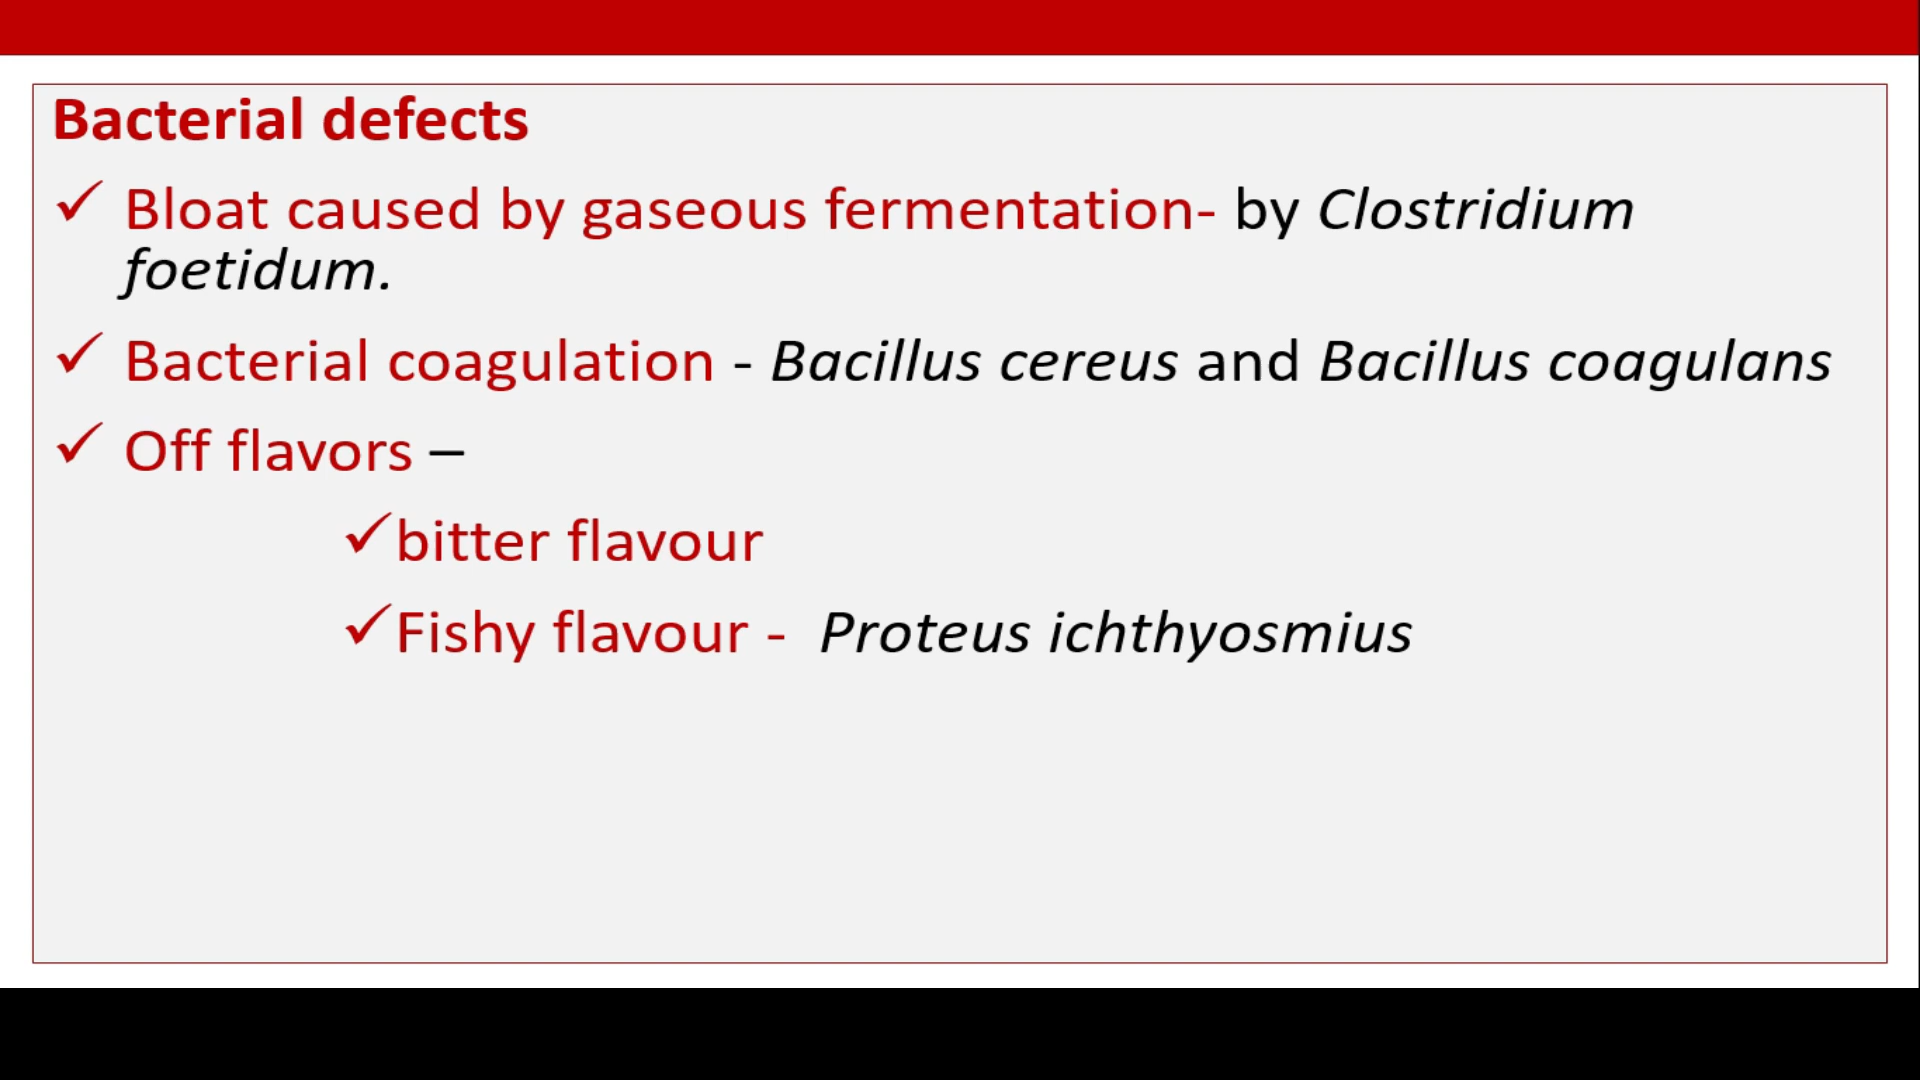 Bacterial defects
✓ Bloat caused by gaseous fermentation- by Clostridium
foetidum.
✓ Bacterial coagulation - Bacillus cereus and Bacillus coagulans
✓ Off flavors –
✓bitter flavour
✓Fishy flavour - Proteus ichthyosmius